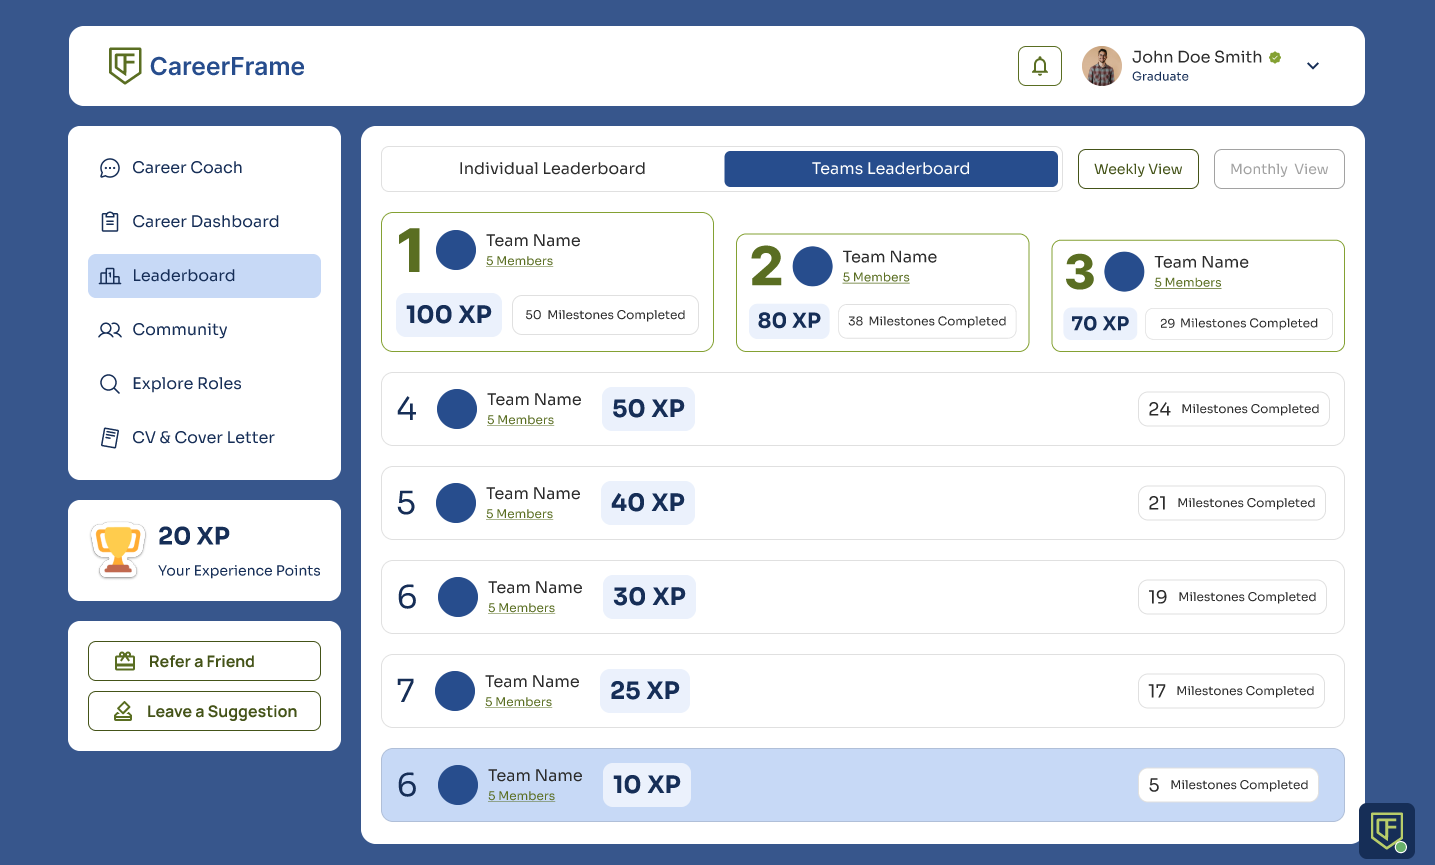 CareerFrame
John Doe Smith
Graduate
Career Coach
Career Dashboard
Leaderboard
Community
Explore Roles
CV & Cover Letter
20 XP
Your Experience Points
Refer a Friend
Leave a Suggestion
Individual Leaderboard
Teams Leaderboard
Weekly View
Monthly View
1
Team Name
5 Members
100 XP
50 Milestones Completed
2
Team Name
5 Members
80 XP
38 Milestones Completed
3
Team Name
5 Members
70 XP
29 Milestones Completed
4
Team Name
5 Members
50 XP
24 Milestones Completed
5
Team Name
5 Members
40 XP
21 Milestones Completed
6
Team Name
5 Members
30 XP
19 Milestones Completed
7
Team Name
5 Members
25 XP
17 Milestones Completed
6
Team Name
5 Members
10 XP
5 Milestones Completed